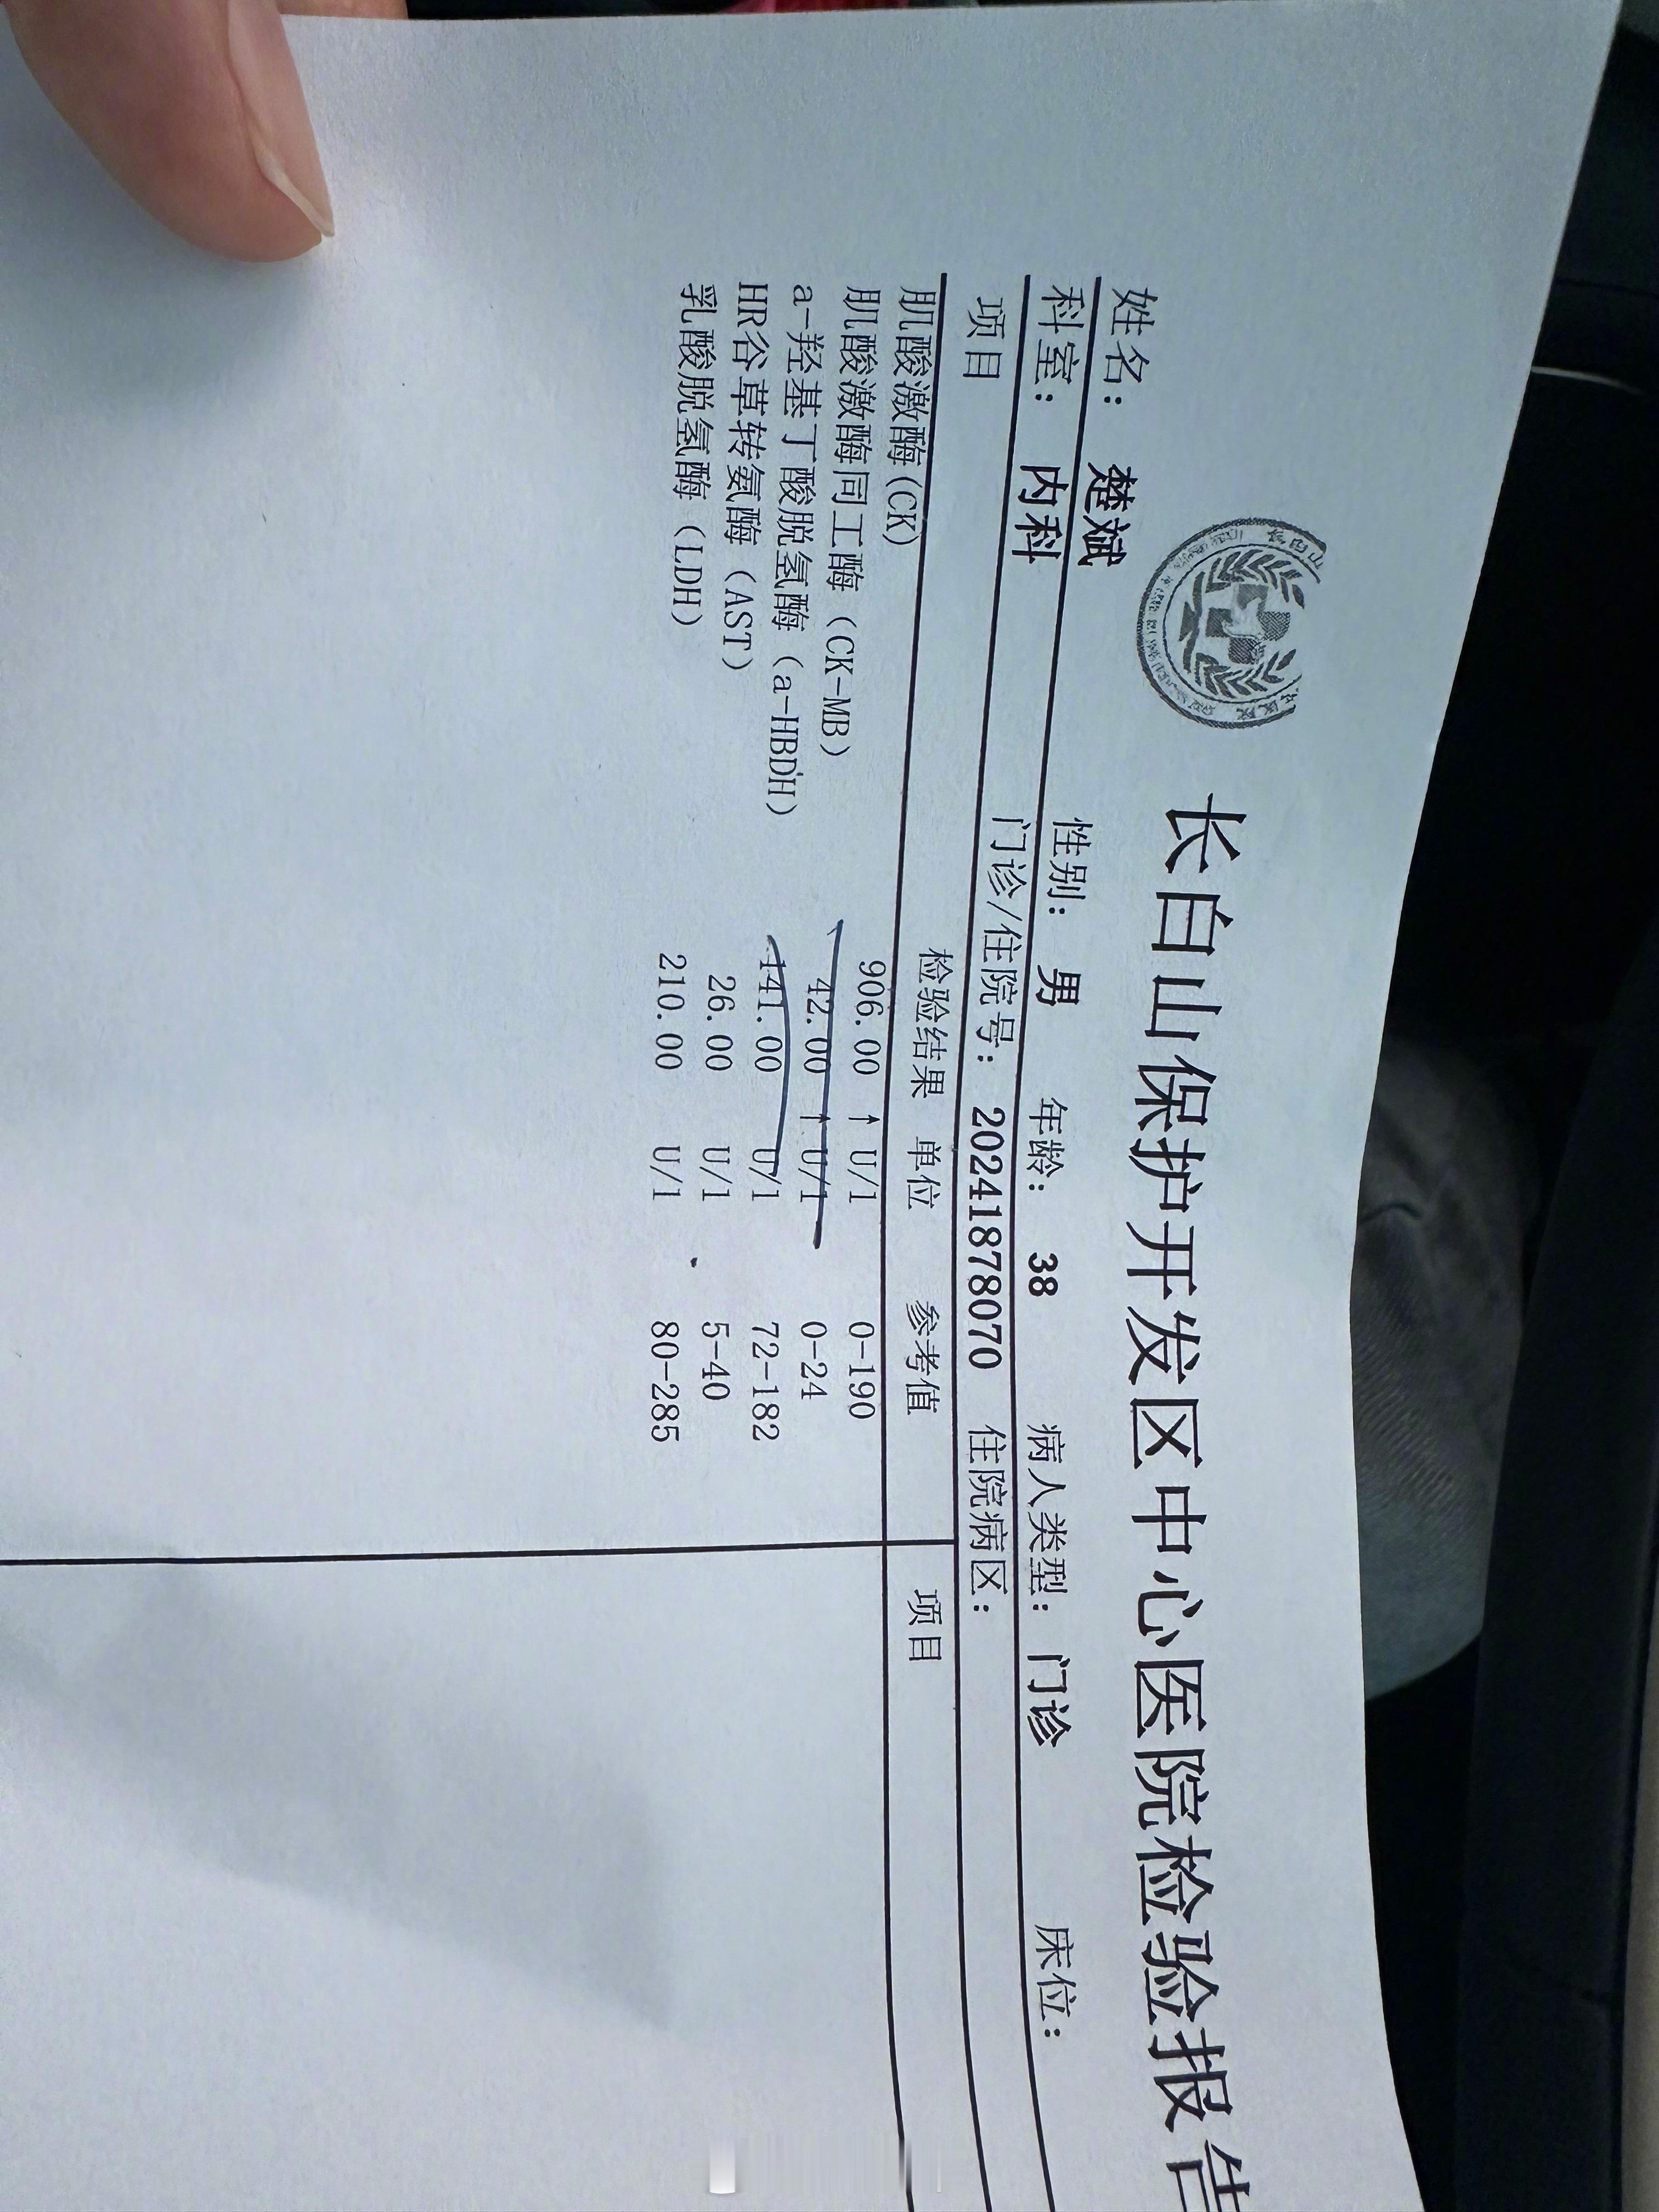 长白山保护开发区中心医院检验报告
姓名： 楚斌 性别： 男 年龄： 38 病人类型： 门诊 床位：
科室： 内科 门诊/住院号： 20241878070 住院病区：
项目 检验结果 单位 参考值 项目
肌酸激酶(CK) 906.00 ↑ U/l 0-190
肌酸激酶同工酶（CK-MB） 42.00 ↑ U/l 0-24
a-羟基丁酸脱氢酶（a-HBDH） 141.00 U/l 72-182
HR谷草转氨酶（AST） 26.00 U/l 5-40
乳酸脱氢酶（LDH） 210.00 U/l 80-285